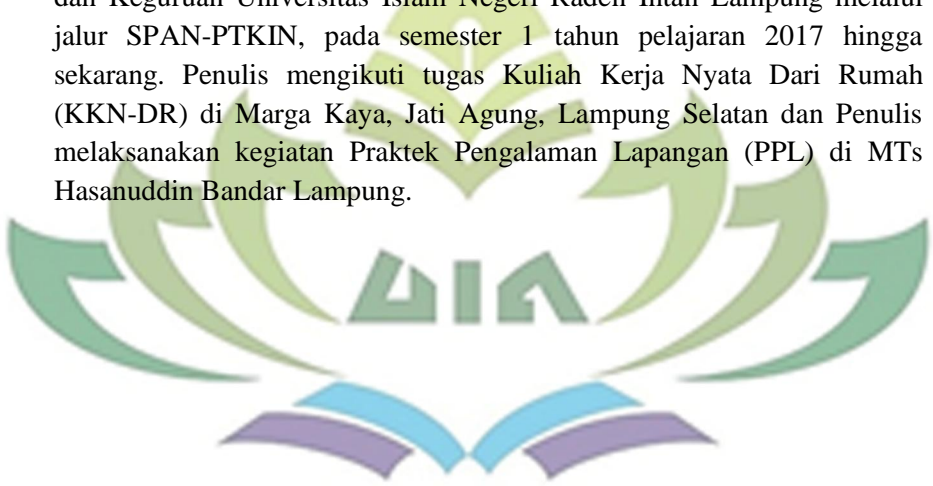 dan Keguruan Universitas Islam Negeri Raden Intan Lampung melalui
jalur SPAN-PTKIN, pada semester 1 tahun pelajaran 2017 hingga
sekarang. Penulis mengikuti tugas Kuliah Kerja Nyata Dari Rumah
(KKN-DR) di Marga Kaya, Jati Agung, Lampung Selatan dan Penulis
melaksanakan kegiatan Praktek Pengalaman Lapangan (PPL) di MTs
Hasanuddin Bandar Lampung.
UIN